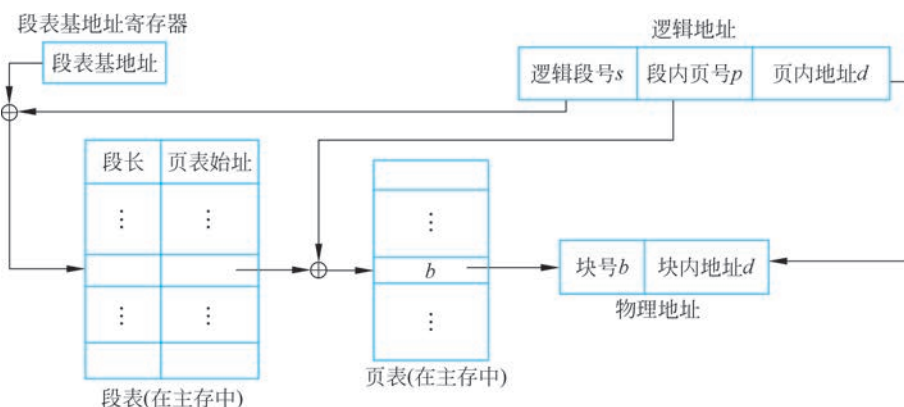 段表基地址寄存器
段表基地址
逻辑地址
逻辑段号s 段内页号p 页内地址d
段长 页表始址
⋮ ⋮ ⋮
b
块号b 块内地址d
物理地址
⋮ ⋮ ⋮
页表(在主存中)
段表(在主存中)